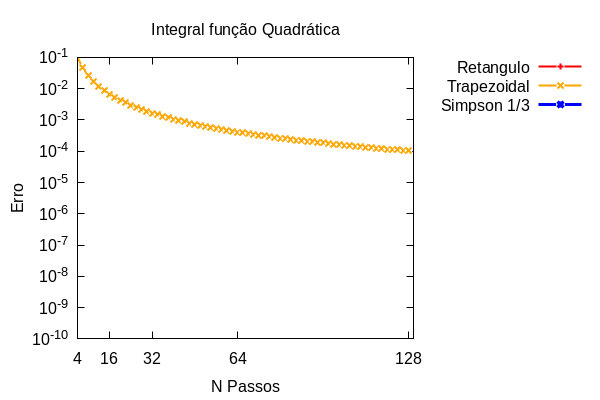 Integral função Quadrática
Retangulo
Trapezoidal
Simpson 1/3
Erro
10^-1
10^-2
10^-3
10^-4
10^-5
10^-6
10^-7
10^-8
10^-9
10^-10
4 16 32 64 128
N Passos